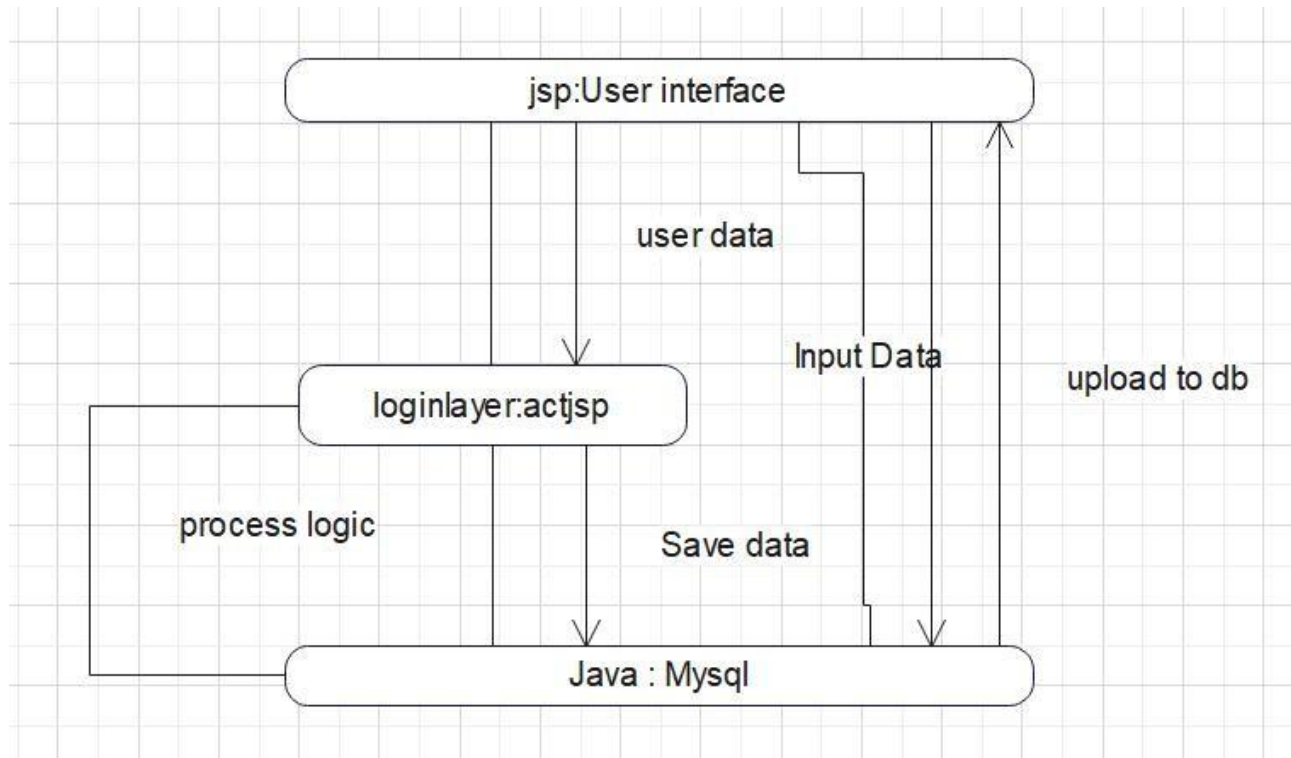 jsp:User interface
user data
Input Data
upload to db
loginlayer:actjsp
process logic
Save data
Java : Mysql